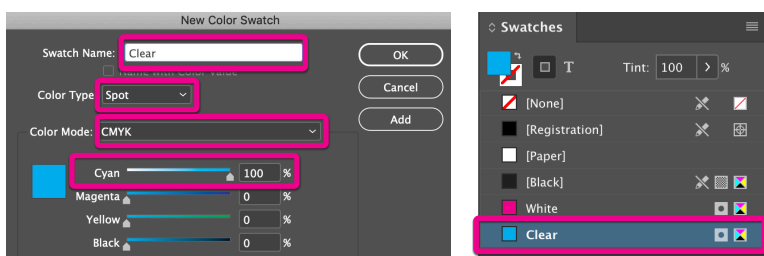 New Color Swatch
Swatch Name: Clear
Name with Color Value
Color Type: Spot
Color Mode: CMYK
Cyan 100 %
Magenta 0 %
Yellow 0 %
Black 0 %
OK
Cancel
Add
Swatches
T Tint: 100 > %
[None]
[Registration]
[Paper]
[Black]
White
Clear